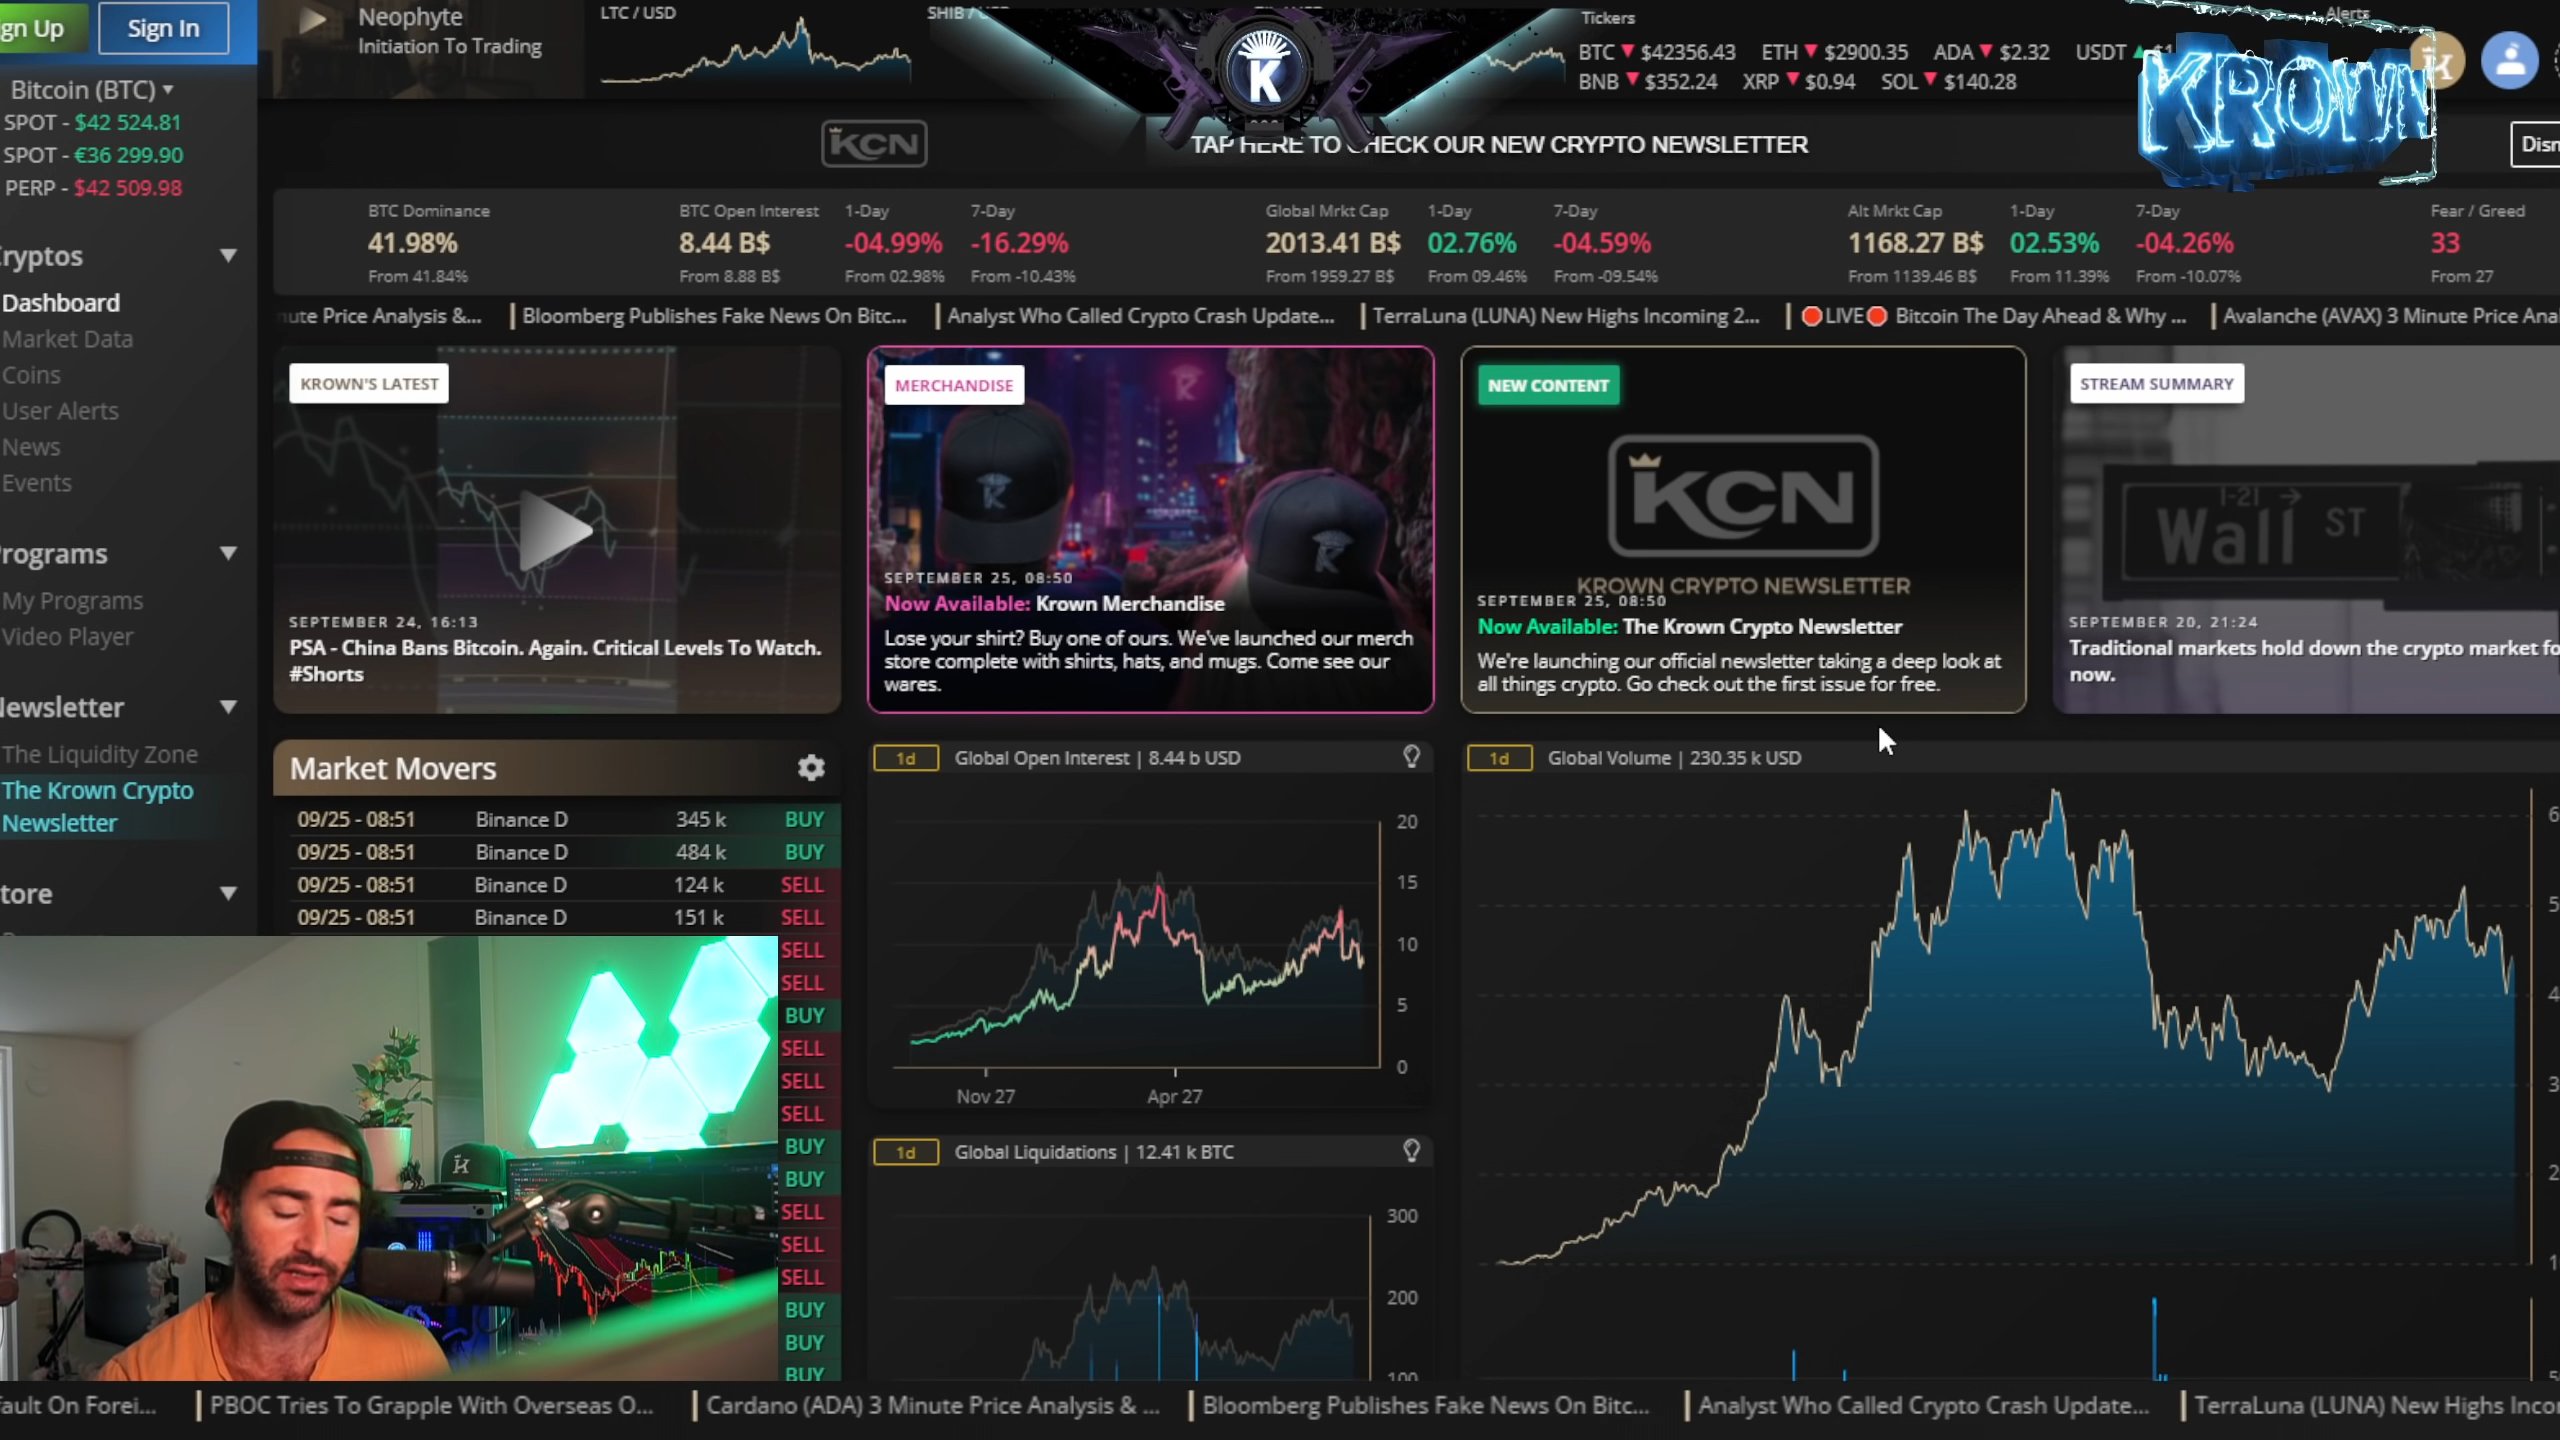 gn Up
Sign In
Neophyte
Initiation To Trading
LTC / USD
SHIB /
Tickers
BTC ▼ $42356.43 ETH ▼ $2900.35 ADA ▼ $2.32 USDT ▲
BNB ▼ $352.24 XRP ▼ $0.94 SOL ▼ $140.28
Alerts
KROWN
K
Bitcoin (BTC) ▾
SPOT - $42 524.81
SPOT - €36 299.90
PERP - $42 509.98
KCN
TAP HERE TO CHECK OUR NEW CRYPTO NEWSLETTER
Disn
BTC Dominance
41.98%
From 41.84%
BTC Open Interest 1-Day 7-Day
8.44 B$ -04.99% -16.29%
From 8.88 B$ From 02.98% From -10.43%
Global Mrkt Cap 1-Day 7-Day
2013.41 B$ 02.76% -04.59%
From 1959.27 B$ From 09.46% From -09.54%
Alt Mrkt Cap 1-Day 7-Day
1168.27 B$ 02.53% -04.26%
From 1139.46 B$ From 11.39% From -10.07%
Fear / Greed
33
From 27
nute Price Analysis &... Bloomberg Publishes Fake News On Bitc... Analyst Who Called Crypto Crash Update... TerraLuna (LUNA) New Highs Incoming 2... 🛑LIVE🛑 Bitcoin The Day Ahead & Why ... Avalanche (AVAX) 3 Minute Price Anal
ryptos ▼
Dashboard
Market Data
Coins
User Alerts
News
Events
rograms ▼
My Programs
Video Player
lewsletter ▼
The Liquidity Zone
The Krown Crypto
Newsletter
tore ▼
KROWN'S LATEST
SEPTEMBER 24, 16:13
PSA - China Bans Bitcoin. Again. Critical Levels To Watch.
#Shorts
MERCHANDISE
SEPTEMBER 25, 08:50
Now Available: Krown Merchandise
Lose your shirt? Buy one of ours. We've launched our merch
store complete with shirts, hats, and mugs. Come see our
wares.
NEW CONTENT
KCN
KROWN CRYPTO NEWSLETTER
SEPTEMBER 25, 08:50
Now Available: The Krown Crypto Newsletter
We're launching our official newsletter taking a deep look at
all things crypto. Go check out the first issue for free.
STREAM SUMMARY
1-21 →
Wall ST
SEPTEMBER 20, 21:24
Traditional markets hold down the crypto market fo
now.
Market Movers
09/25 - 08:51 Binance D 345 k BUY
09/25 - 08:51 Binance D 484 k BUY
09/25 - 08:51 Binance D 124 k SELL
09/25 - 08:51 Binance D 151 k SELL
SELL
SELL
BUY
SELL
SELL
SELL
BUY
BUY
SELL
SELL
SELL
BUY
BUY
BUY
1d Global Open Interest | 8.44 b USD
20
15
10
5
0
Nov 27 Apr 27
1d Global Liquidations | 12.41 k BTC
300
200
100
1d Global Volume | 230.35 k USD
6
5
4
3
2
1
5
fault On Forei... PBOC Tries To Grapple With Overseas O... Cardano (ADA) 3 Minute Price Analysis & ... Bloomberg Publishes Fake News On Bitc... Analyst Who Called Crypto Crash Update... TerraLuna (LUNA) New Highs Inco